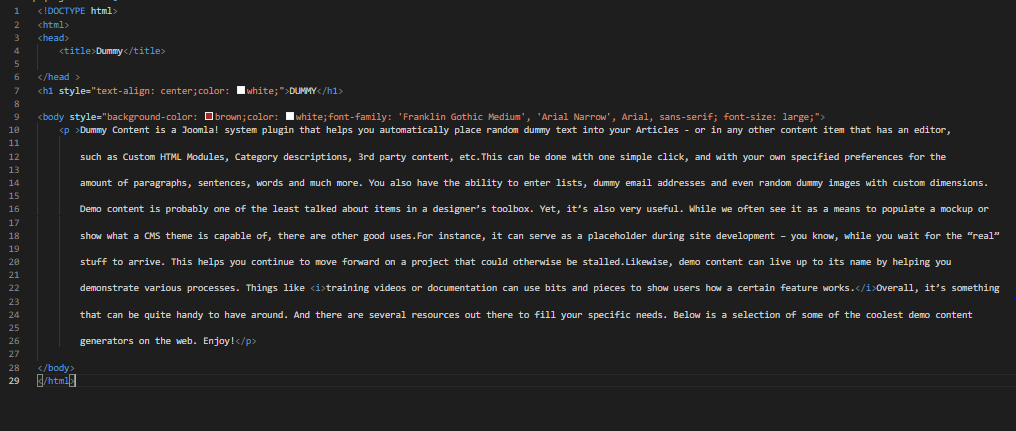 1 <!DOCTYPE html>
2 <html>
3 <head>
4 <title>Dummy</title>
5
6 </head >
7 <h1 style="text-align: center;color: white;">DUMMY</h1>
8
9 <body style="background-color: brown;color: white;font-family: 'Franklin Gothic Medium', 'Arial Narrow', Arial, sans-serif; font-size: large;">
10 <p >Dummy Content is a Joomla! system plugin that helps you automatically place random dummy text into your Articles - or in any other content item that has an editor,
11
12 such as Custom HTML Modules, Category descriptions, 3rd party content, etc.This can be done with one simple click, and with your own specified preferences for the
13
14 amount of paragraphs, sentences, words and much more. You also have the ability to enter lists, dummy email addresses and even random dummy images with custom dimensions.
15
16 Demo content is probably one of the least talked about items in a designer’s toolbox. Yet, it’s also very useful. While we often see it as a means to populate a mockup or
17
18 show what a CMS theme is capable of, there are other good uses.For instance, it can serve as a placeholder during site development – you know, while you wait for the “real”
19
20 stuff to arrive. This helps you continue to move forward on a project that could otherwise be stalled.Likewise, demo content can live up to its name by helping you
21
22 demonstrate various processes. Things like <i>training videos or documentation can use bits and pieces to show users how a certain feature works.</i>Overall, it’s something
23
24 that can be quite handy to have around. And there are several resources out there to fill your specific needs. Below is a selection of some of the coolest demo content
25
26 generators on the web. Enjoy!</p>
27
28 </body>
29 </html>